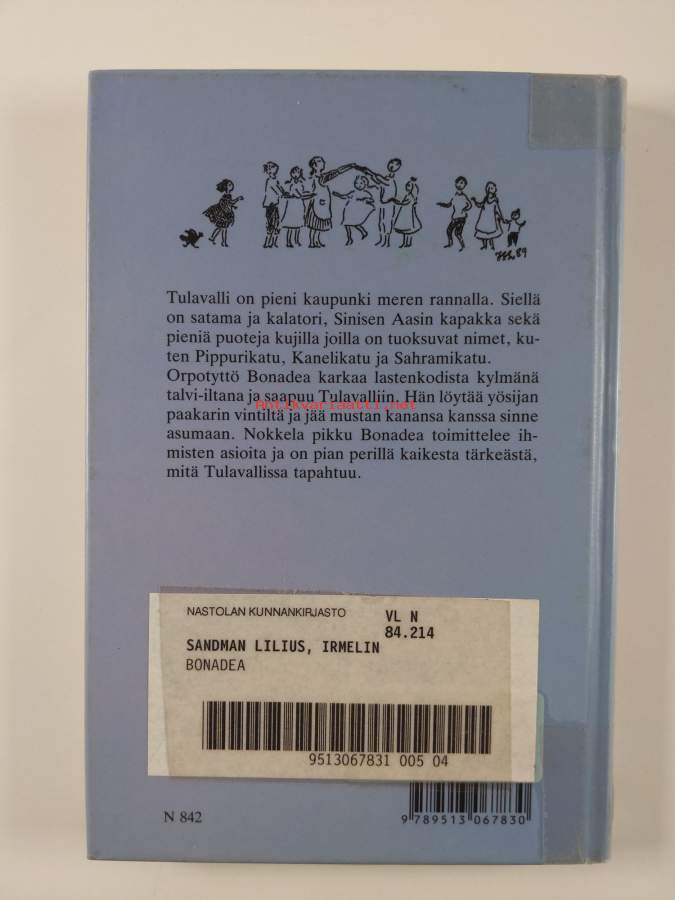 Tulavalli on pieni kaupunki meren rannalla. Siellä
on satama ja kalatori, Sinisen Aasin kapakka sekä
pieniä puoteja kujilla joilla on tuoksuvat nimet, ku-
ten Pippurikatu, Kanelikatu ja Sahramikatu.
Orpotyttö Bonadea karkaa lastenkodista kylmänä
talvi-iltana ja saapuu Tulavalliin. Hän löytää yösijan
antikvariaatti.net
paakarin vintiltä ja jää mustan kanansa kanssa sinne
asumaan. Nokkela pikku Bonadea toimittelee ih-
misten asioita ja on pian perillä kaikesta tärkeästä,
mitä Tulavallissa tapahtuu.
NASTOLAN KUNNANKIRJASTO
VL N
84.214
SANDMAN LILIUS, IRMELIN
BONADEA
9513067831 005 04
N 842
9 789513 067830